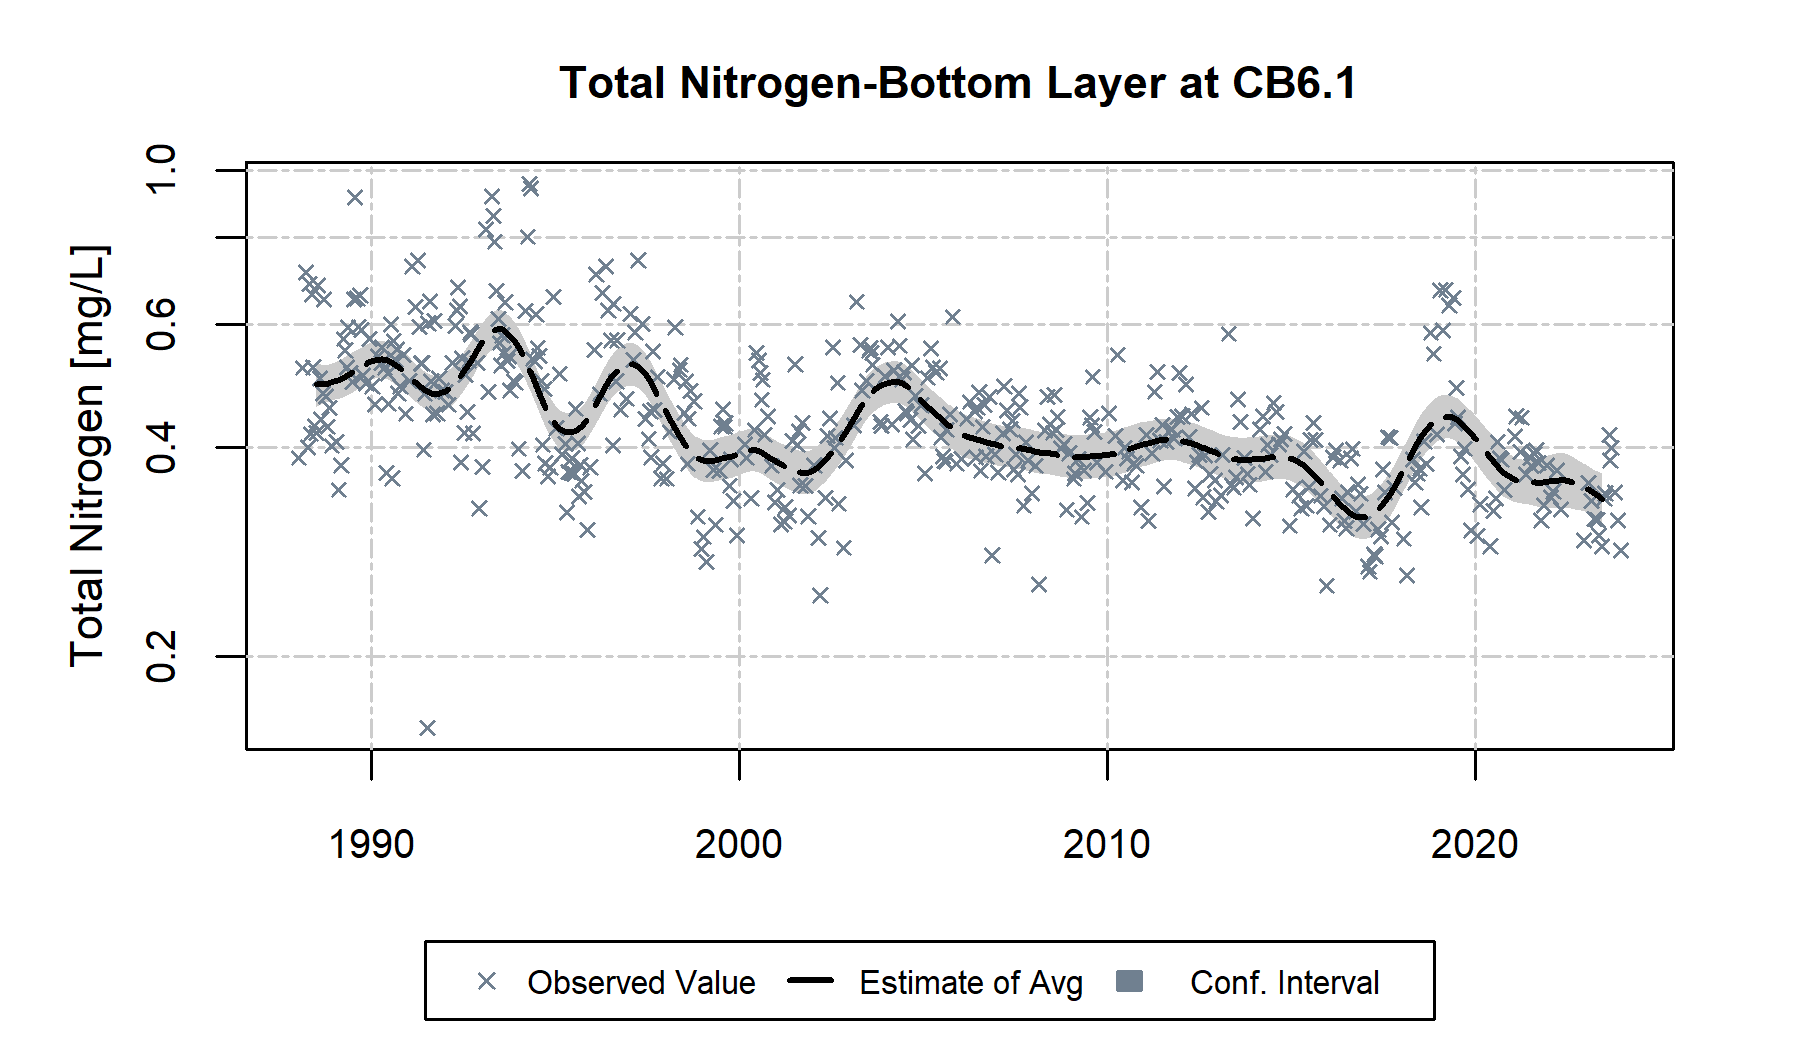 Total Nitrogen-Bottom Layer at CB6.1
Total Nitrogen [mg/L]
1.0
0.6
0.4
0.2
1990 2000 2010 2020
Observed Value Estimate of Avg Conf. Interval